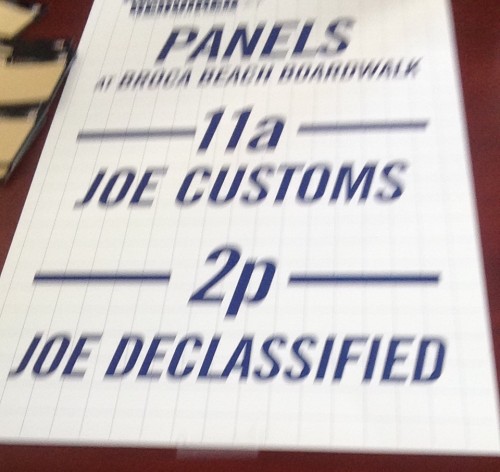 PANELS
AT BROCA BEACH BOARDWALK
11a
JOE CUSTOMS
2p
JOE DECLASSIFIED